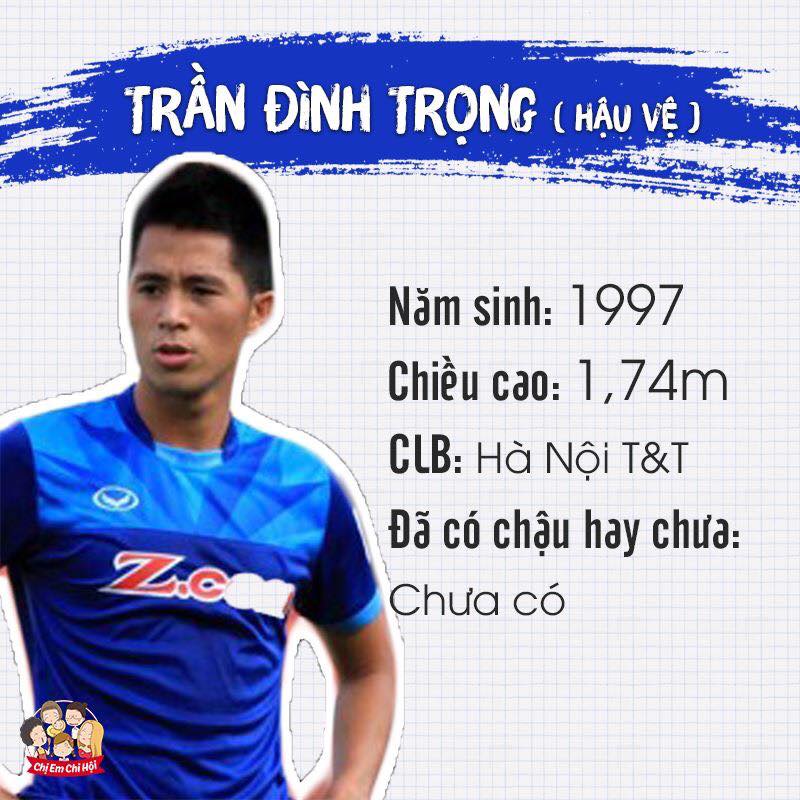 TRẦN ĐÌNH TRỌNG ( HẬU VỆ )
Năm sinh: 1997
Chiều cao: 1,74m
CLB: Hà Nội T&T
Đã có chậu hay chưa:
Chưa có
Z.com
Chị Em Chi Hội